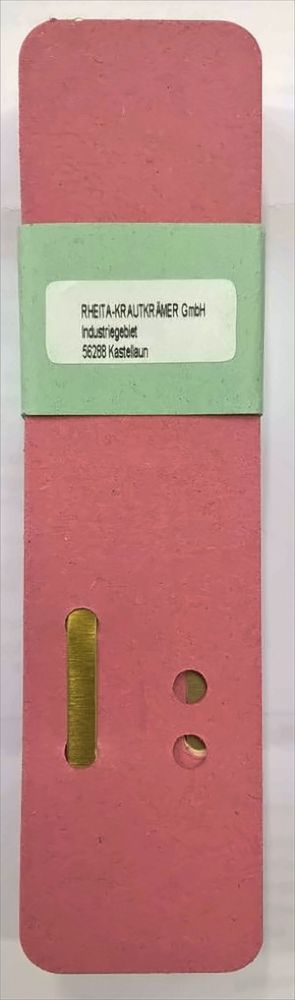 RHEITA-KRAUTKRÄMER GmbH
Industriegebiet
56288 Kastellaun